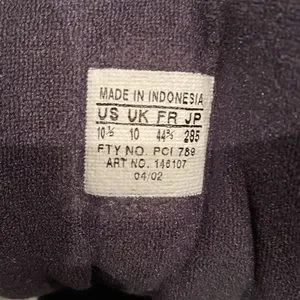 MADE IN INDONESIA
US UK FR JP
10½ 10 44⅔ 285
FTY NO. PCI 789
ART NO. 148107
04/02